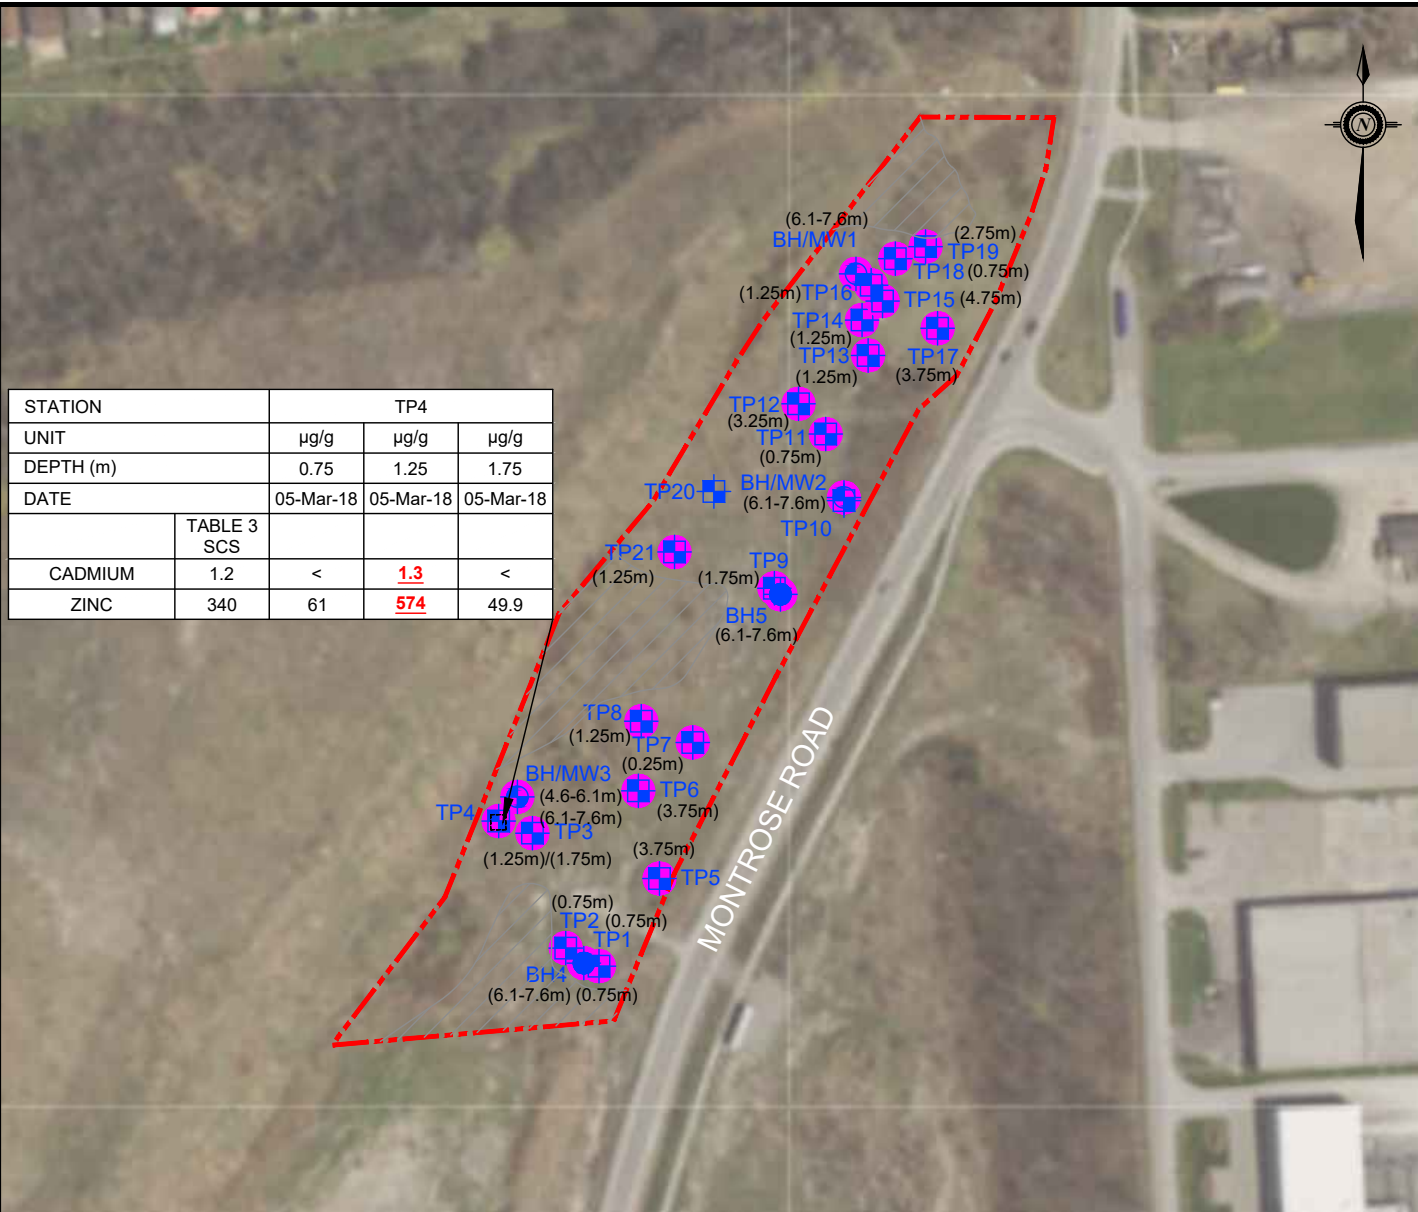 N
(6.1-7.6m)
BH/MW1
(2.75m)
TP19
TP18 (0.75m)
(1.25m) TP16
TP15 (4.75m)
TP14
(1.25m)
TP13
(1.25m)
TP17
(3.75m)
TP12
(3.25m)
TP11
(0.75m)
TP20
BH/MW2
(6.1-7.6m)
TP10
TP21
(1.25m)
TP9
(1.75m)
BH5
(6.1-7.6m)
STATION TP4
UNIT µg/g µg/g µg/g
DEPTH (m) 0.75 1.25 1.75
DATE 05-Mar-18 05-Mar-18 05-Mar-18
TABLE 3
SCS
CADMIUM 1.2 < 1.3 <
ZINC 340 61 574 49.9
TP8
(1.25m)
TP7
(0.25m)
BH/MW3
(4.6-6.1m)
(6.1-7.6m)
TP6
(3.75m)
TP4
TP3
(1.25m)/(1.75m)
(3.75m)
TP5
(0.75m)
TP2 (0.75m)
TP1
BH4
(6.1-7.6m) (0.75m)
MONTROSE ROAD